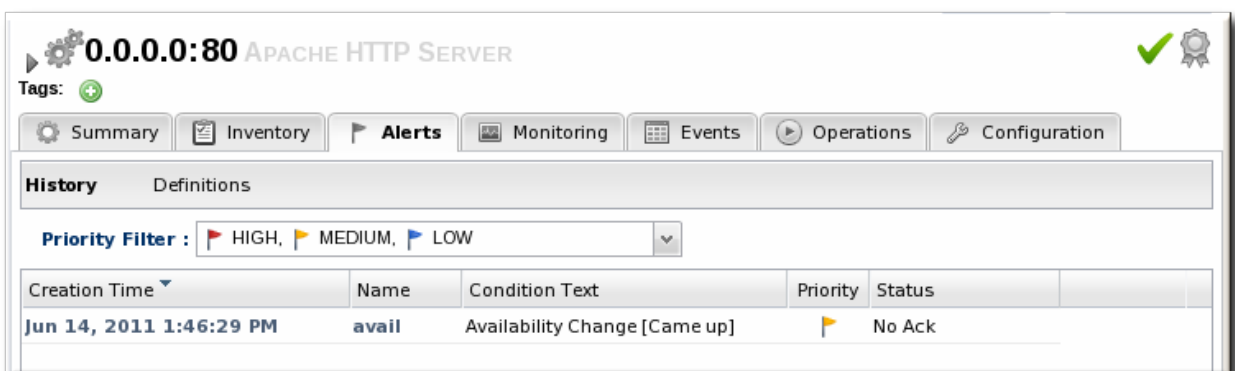 0.0.0.0:80 APACHE HTTP SERVER
Tags:
Summary Inventory Alerts Monitoring Events Operations Configuration
History Definitions
Priority Filter : HIGH, MEDIUM, LOW
Creation Time Name Condition Text Priority Status
Jun 14, 2011 1:46:29 PM avail Availability Change [Came up] No Ack